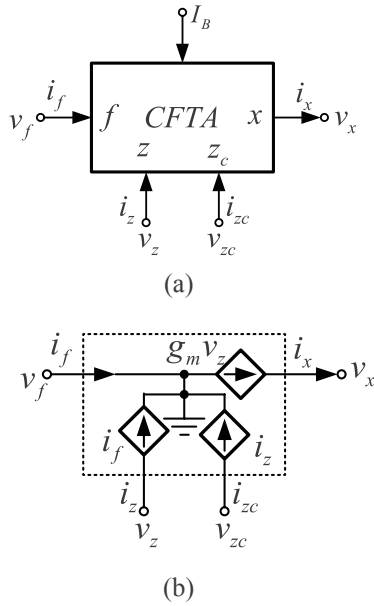 I_B
i_f i_x
v_f f CFTA x v_x
z z_c
i_z i_zc
v_z v_zc
(a)
i_f g_m v_z i_x
v_f v_x
i_f i_z
i_z i_zc
v_z v_zc
(b)